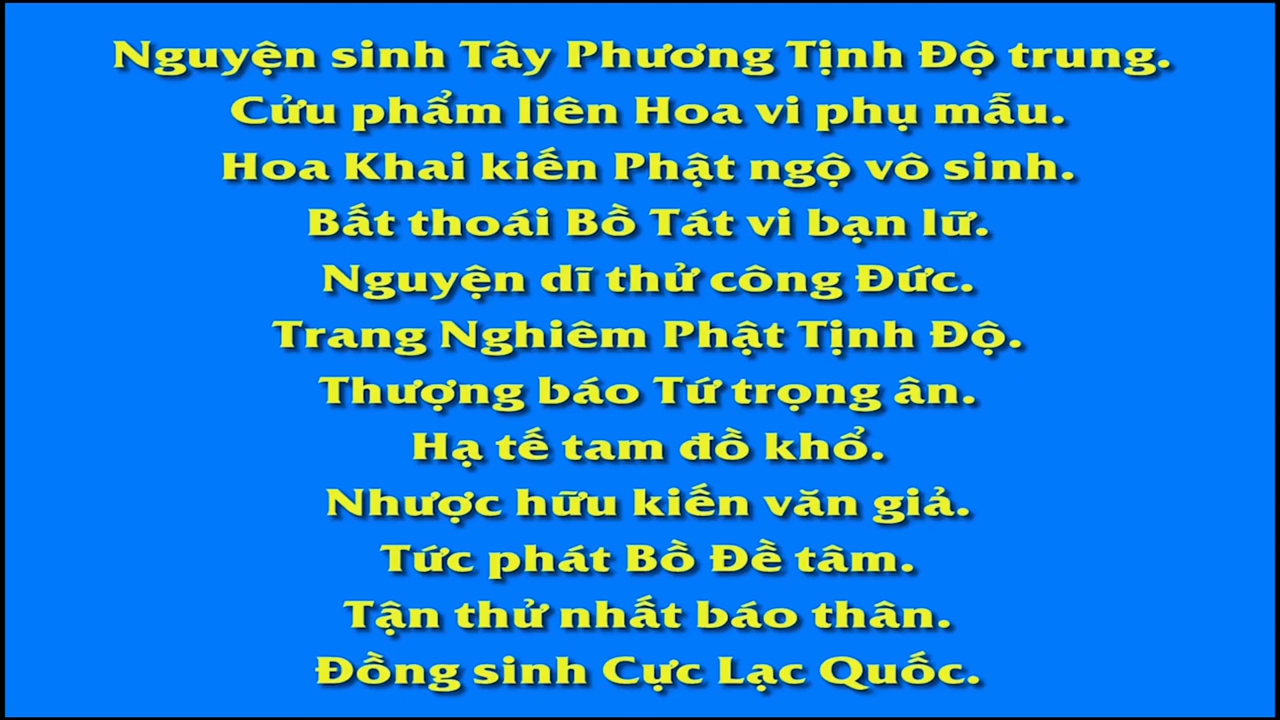 Nguyện sinh Tây Phương Tịnh Độ trung.
Cửu phẩm liên Hoa vi phụ mẫu.
Hoa Khai kiến Phật ngộ vô sinh.
Bất thoái Bồ Tát vi bạn lữ.
Nguyện dĩ thử công Đức.
Trang Nghiêm Phật Tịnh Độ.
Thượng báo Tứ trọng ân.
Hạ tế tam đồ khổ.
Nhược hữu kiến văn giả.
Tức phát Bồ Đề tâm.
Tận thử nhất báo thân.
Đồng sinh Cực Lạc Quốc.